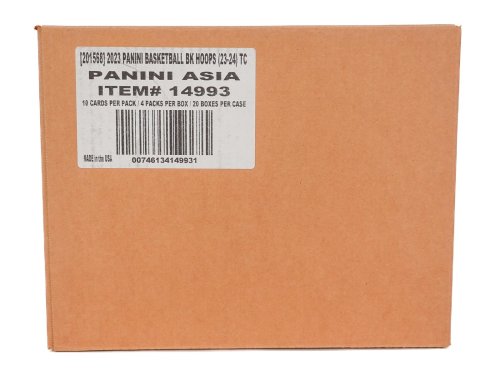 [201568] 2023 PANINI BASKETBALL BK HOOPS (23-24) TC
PANINI ASIA
ITEM# 14993
10 CARDS PER PACK / 4 PACKS PER BOX / 20 BOXES PER CASE
MADE in the USA
00746134149931